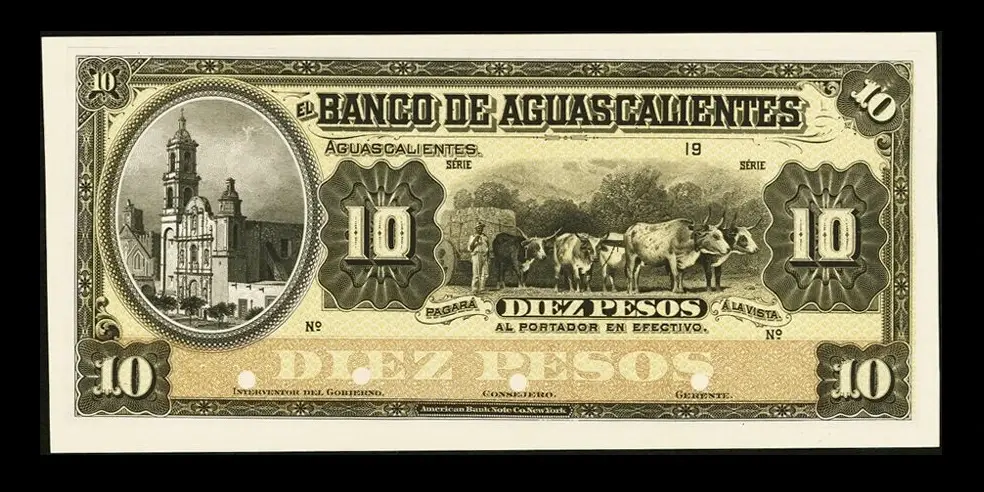 10 10
EL BANCO DE AGUASCALIENTES
AGUASCALIENTES. 19
SÉRIE SÉRIE
10 10
PAGARÁ DIEZ PESOS Á LA VISTA
AL PORTADOR EN EFECTIVO.
Nº Nº
DIEZ PESOS
10 10
INTERVENTOR DEL GOBIERNO. CONSEJERO. GERENTE.
American Bank Note Co. New York